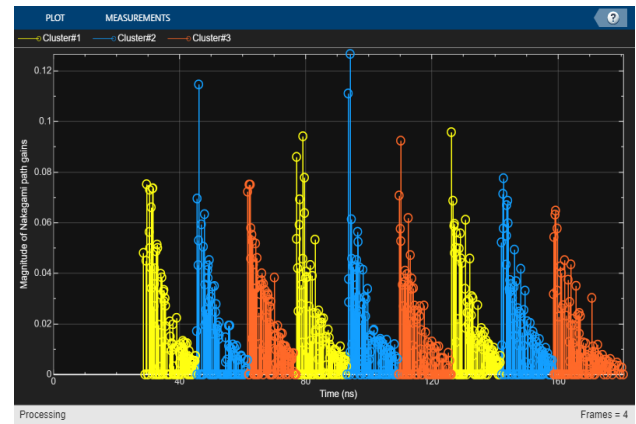 PLOT MEASUREMENTS ?
Cluster#1 Cluster#2 Cluster#3
0.12
0.1
0.08
0.06
0.04
0.02
0
Magnitude of Nakagami path gains
0 40 80 120 160
Time (ns)
Processing Frames = 4